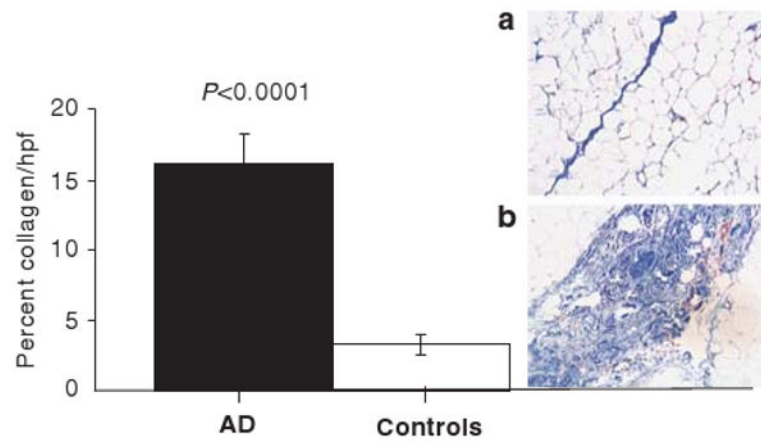 a
P<0.0001
20
15
10
5
0
Percent collagen/hpf
b
AD
Controls